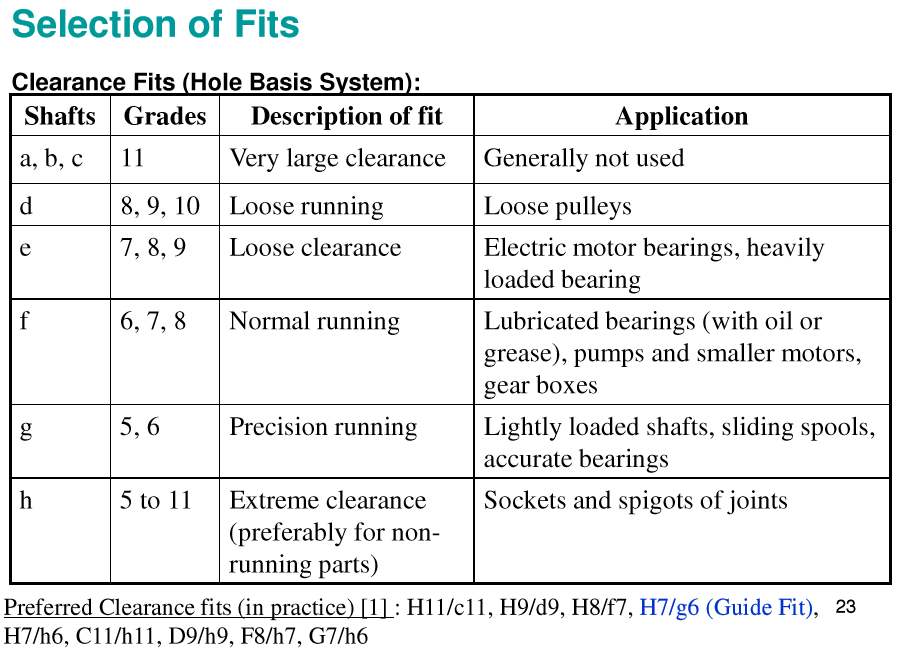 Selection of Fits
Clearance Fits (Hole Basis System):
Shafts Grades Description of fit Application
a, b, c 11 Very large clearance Generally not used
d 8, 9, 10 Loose running Loose pulleys
e 7, 8, 9 Loose clearance Electric motor bearings, heavily
loaded bearing
f 6, 7, 8 Normal running Lubricated bearings (with oil or
grease), pumps and smaller motors,
gear boxes
g 5, 6 Precision running Lightly loaded shafts, sliding spools,
accurate bearings
h 5 to 11 Extreme clearance Sockets and spigots of joints
(preferably for non-
running parts)
Preferred Clearance fits (in practice) [1] : H11/c11, H9/d9, H8/f7, H7/g6 (Guide Fit), 23
H7/h6, C11/h11, D9/h9, F8/h7, G7/h6